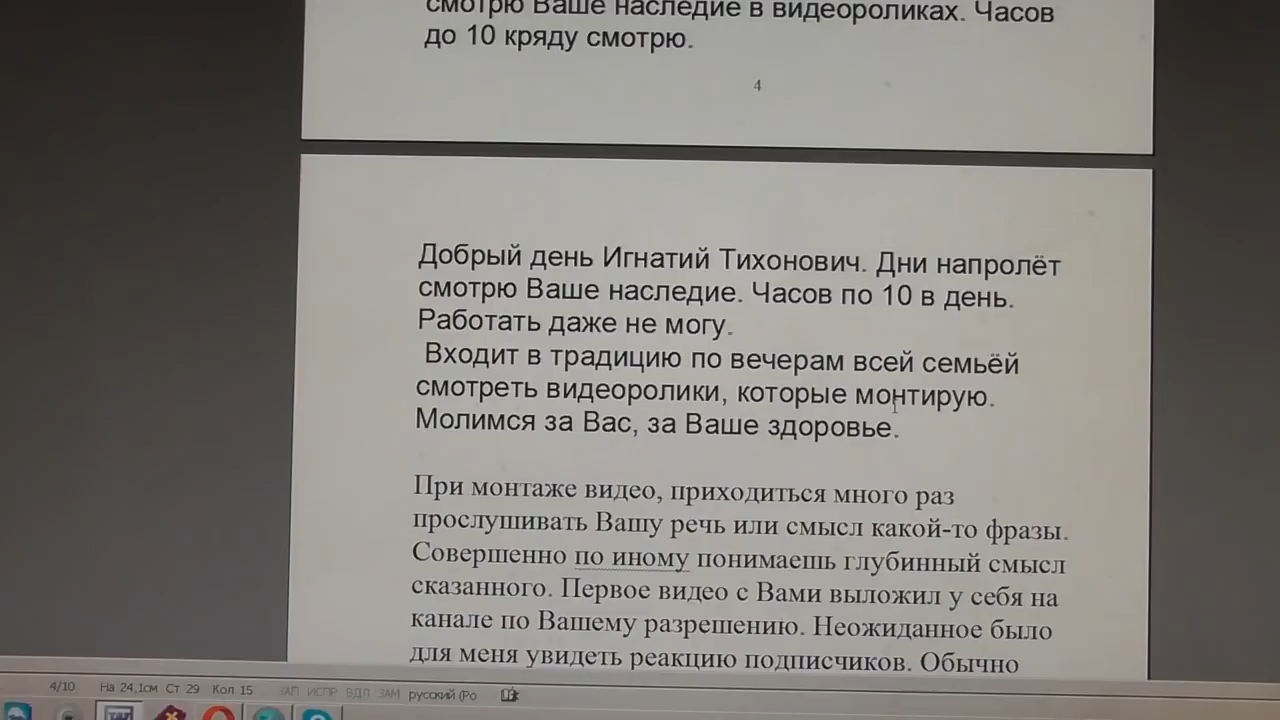 смотрю Ваше наследие в видеороликах. Часов
до 10 кряду смотрю.
4
Добрый день Игнатий Тихонович. Дни напролёт
смотрю Ваше наследие. Часов по 10 в день.
Работать даже не могу.
Входит в традицию по вечерам всей семьёй
смотреть видеоролики, которые монтирую.
Молимся за Вас, за Ваше здоровье.
При монтаже видео, приходиться много раз
прослушивать Вашу речь или смысл какой-то фразы.
Совершенно по иному понимаешь глубинный смысл
сказанного. Первое видео с Вами выложил у себя на
канале по Вашему разрешению. Неожиданное было
для меня увидеть реакцию подписчиков. Обычно
4/10 На 24,1см Ст 29 Кол 15 ЗАП ИСПР ВДЛ ЗАМ русский (Ро